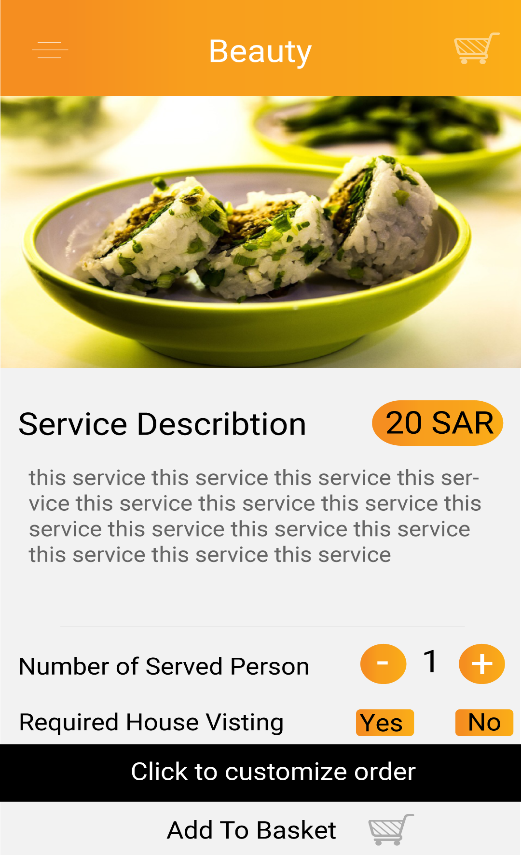 Beauty
Service Describtion
20 SAR
this service this service this service this ser-
vice this service this service this service this
service this service this service this service
this service this service this service
Number of Served Person
- 1 +
Required House Visting
Yes No
Click to customize order
Add To Basket